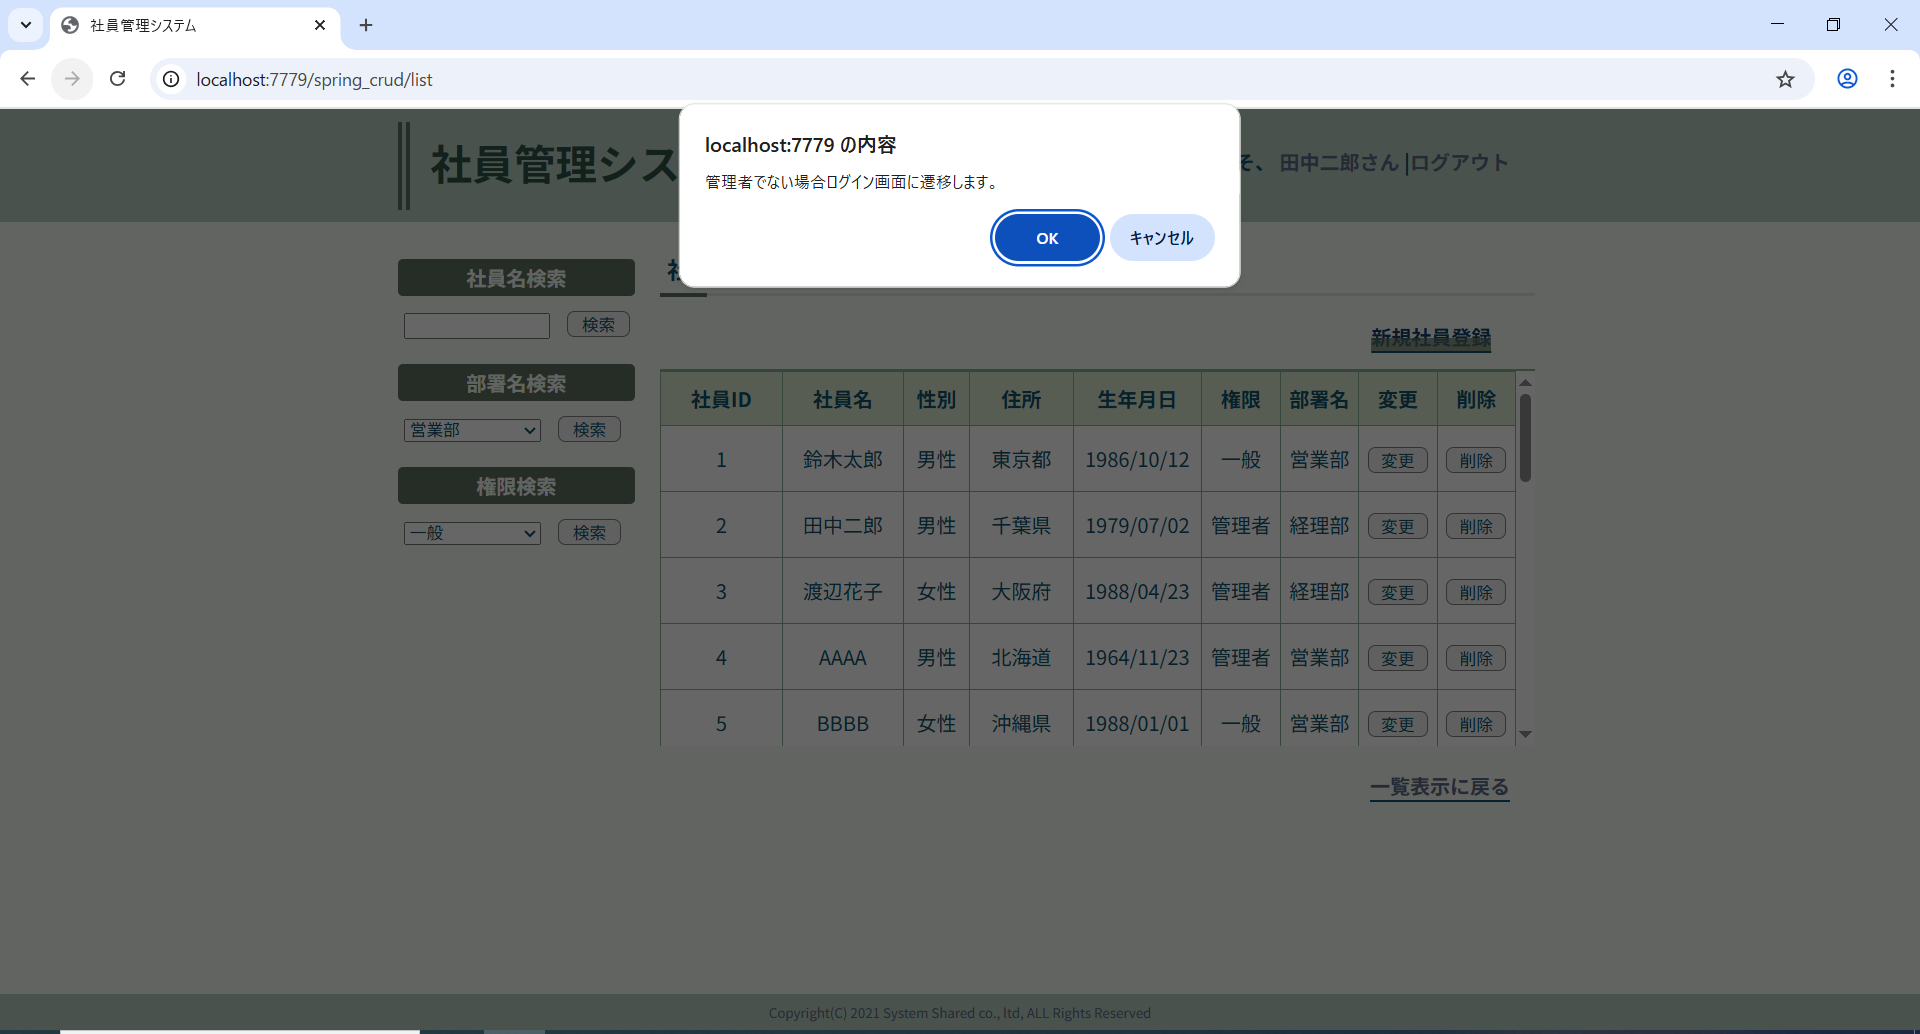 社員管理システム
localhost:7779/spring_crud/list
社員管理シス
そ、 田中二郎さん |ログアウト
localhost:7779 の内容
管理者でない場合ログイン画面に遷移します。
OK キャンセル
社員名検索
検索
部署名検索
営業部 検索
権限検索
一般 検索
新規社員登録
社員ID 社員名 性別 住所 生年月日 権限 部署名 変更 削除
1 鈴木太郎 男性 東京都 1986/10/12 一般 営業部 変更 削除
2 田中二郎 男性 千葉県 1979/07/02 管理者 経理部 変更 削除
3 渡辺花子 女性 大阪府 1988/04/23 管理者 経理部 変更 削除
4 AAAA 男性 北海道 1964/11/23 管理者 営業部 変更 削除
5 BBBB 女性 沖縄県 1988/01/01 一般 営業部 変更 削除
一覧表示に戻る
Copyright(C) 2021 System Shared co., ltd, ALL Rights Reserved